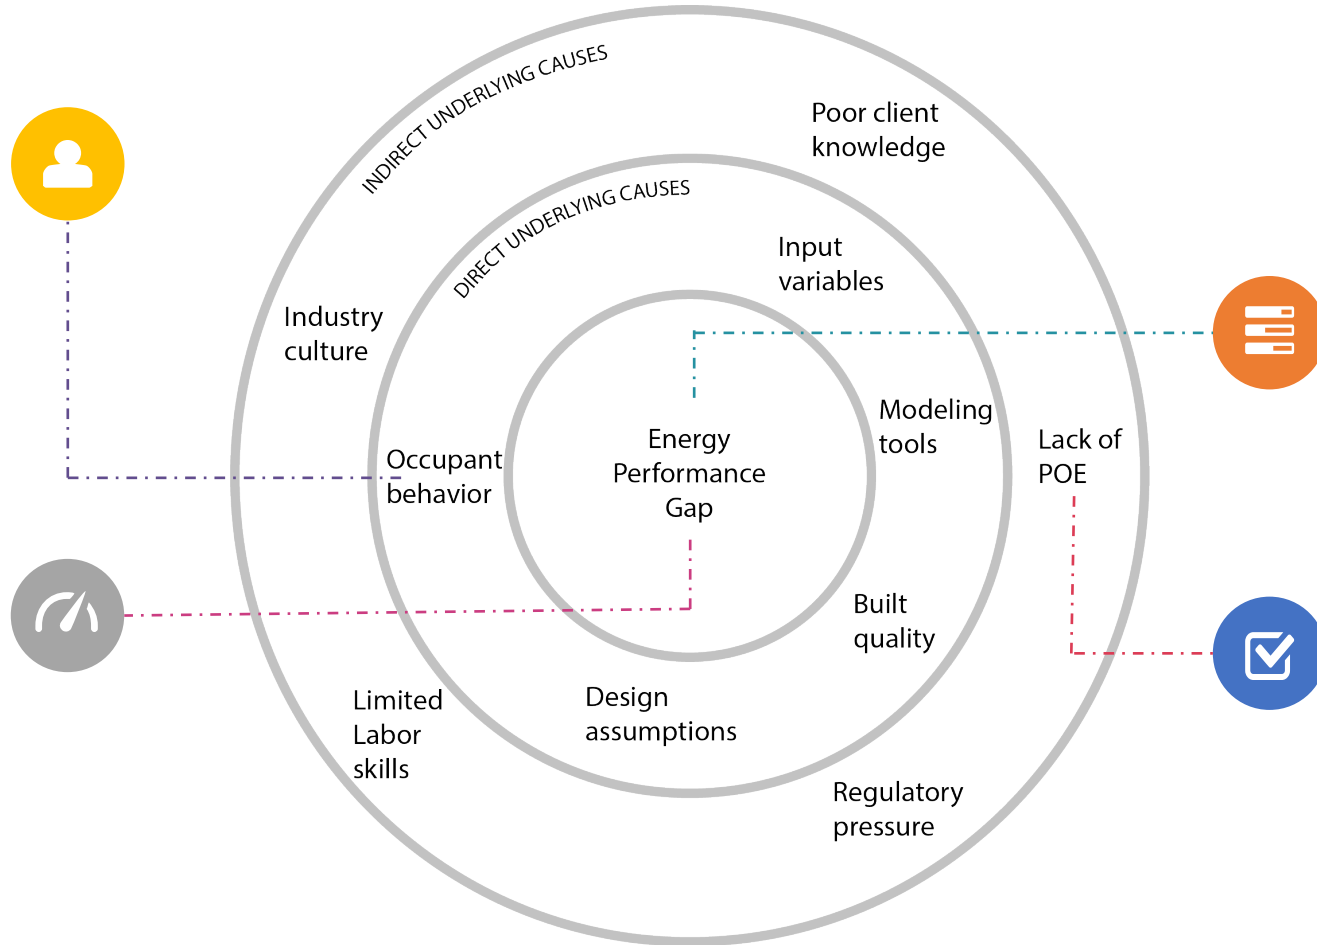 INDIRECT UNDERLYING CAUSES
Poor client
knowledge
DIRECT UNDERLYING CAUSES
Input
variables
Industry
culture
Modeling
tools
Lack of
POE
Energy
Performance
Gap
Occupant
behavior
Built
quality
Design
assumptions
Limited
Labor
skills
Regulatory
pressure